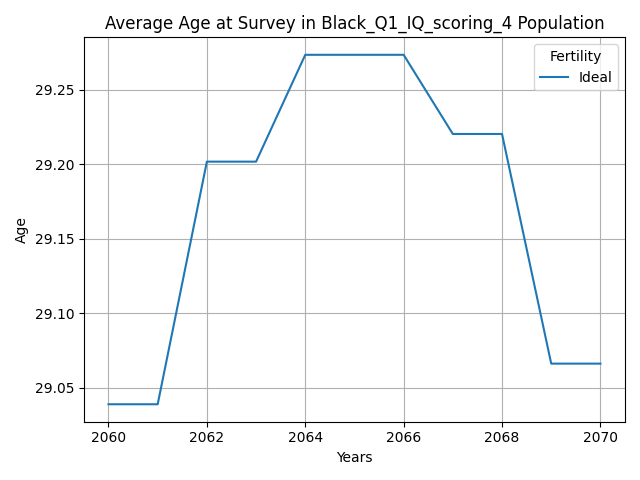 Average Age at Survey in Black_Q1_IQ_scoring_4 Population
Fertility
Ideal
29.25
29.20
29.15
29.10
29.05
Age
2060 2062 2064 2066 2068 2070
Years